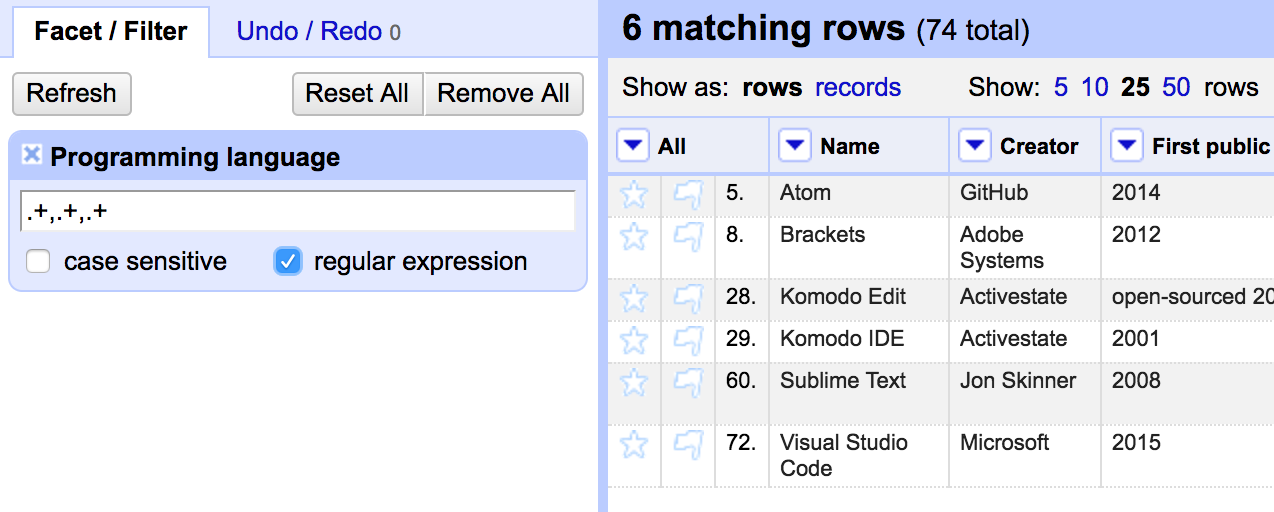 Facet / Filter Undo / Redo 0
Refresh Reset All Remove All
Programming language
.+,.+,.+
case sensitive regular expression
6 matching rows (74 total)
Show as: rows records Show: 5 10 25 50 rows
All Name Creator First public
5. Atom GitHub 2014
8. Brackets Adobe Systems 2012
28. Komodo Edit Activestate open-sourced 20
29. Komodo IDE Activestate 2001
60. Sublime Text Jon Skinner 2008
72. Visual Studio Code Microsoft 2015